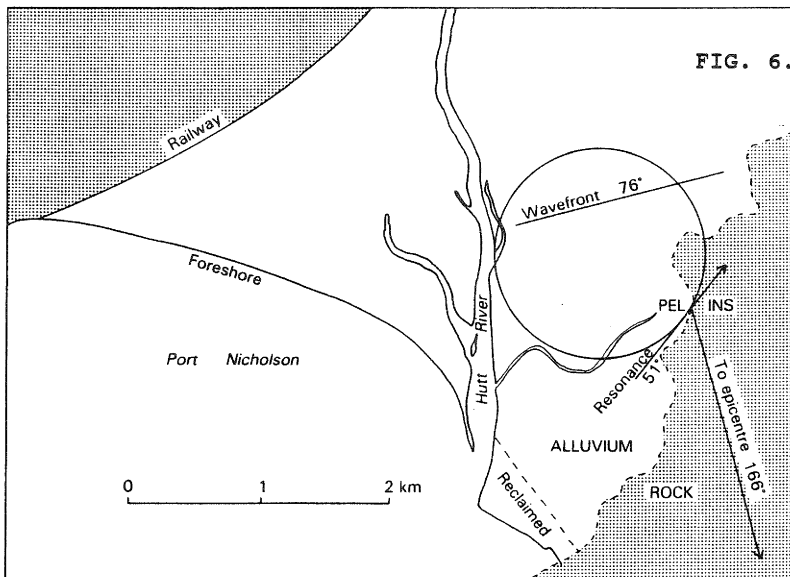 FIG. 6.
Railway
Wavefront 76°
Foreshore
PEL INS
River
Port Nicholson
Resonance
51°
Hutt
To epicentre 166°
ALLUVIUM
Reclaimed
ROCK
0 1 2 km